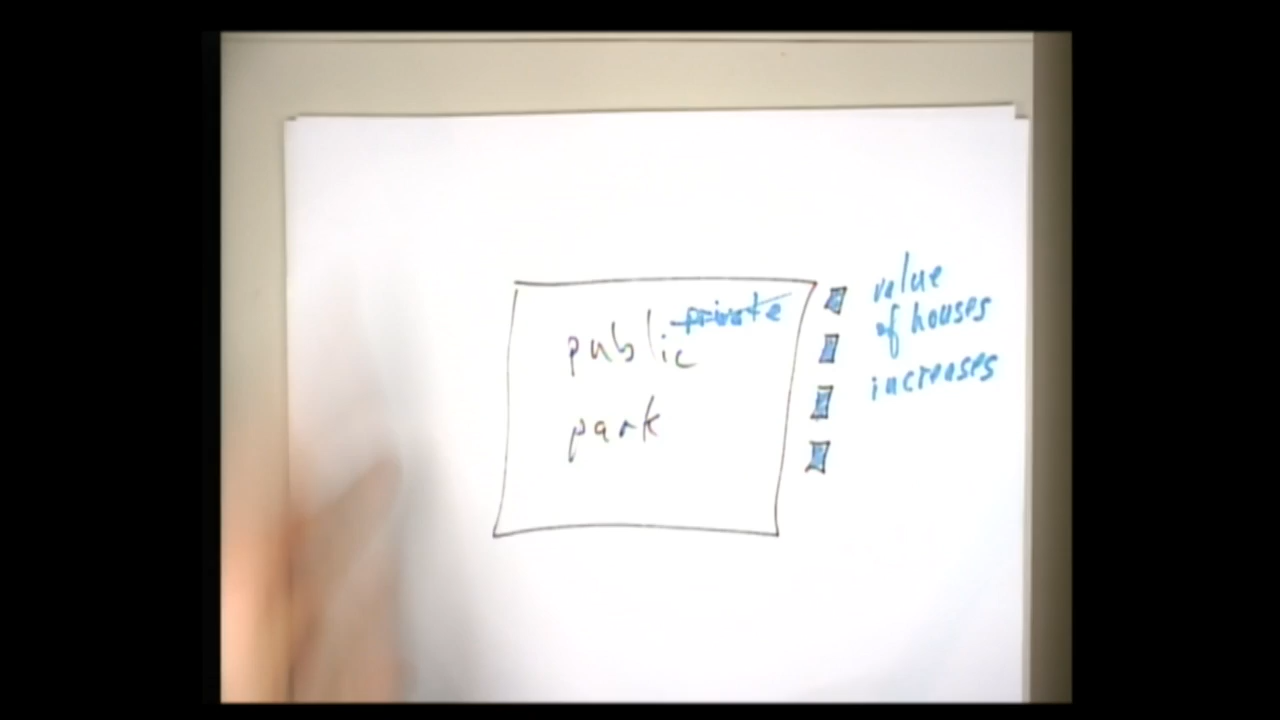 private
public
park
value
of houses
increases